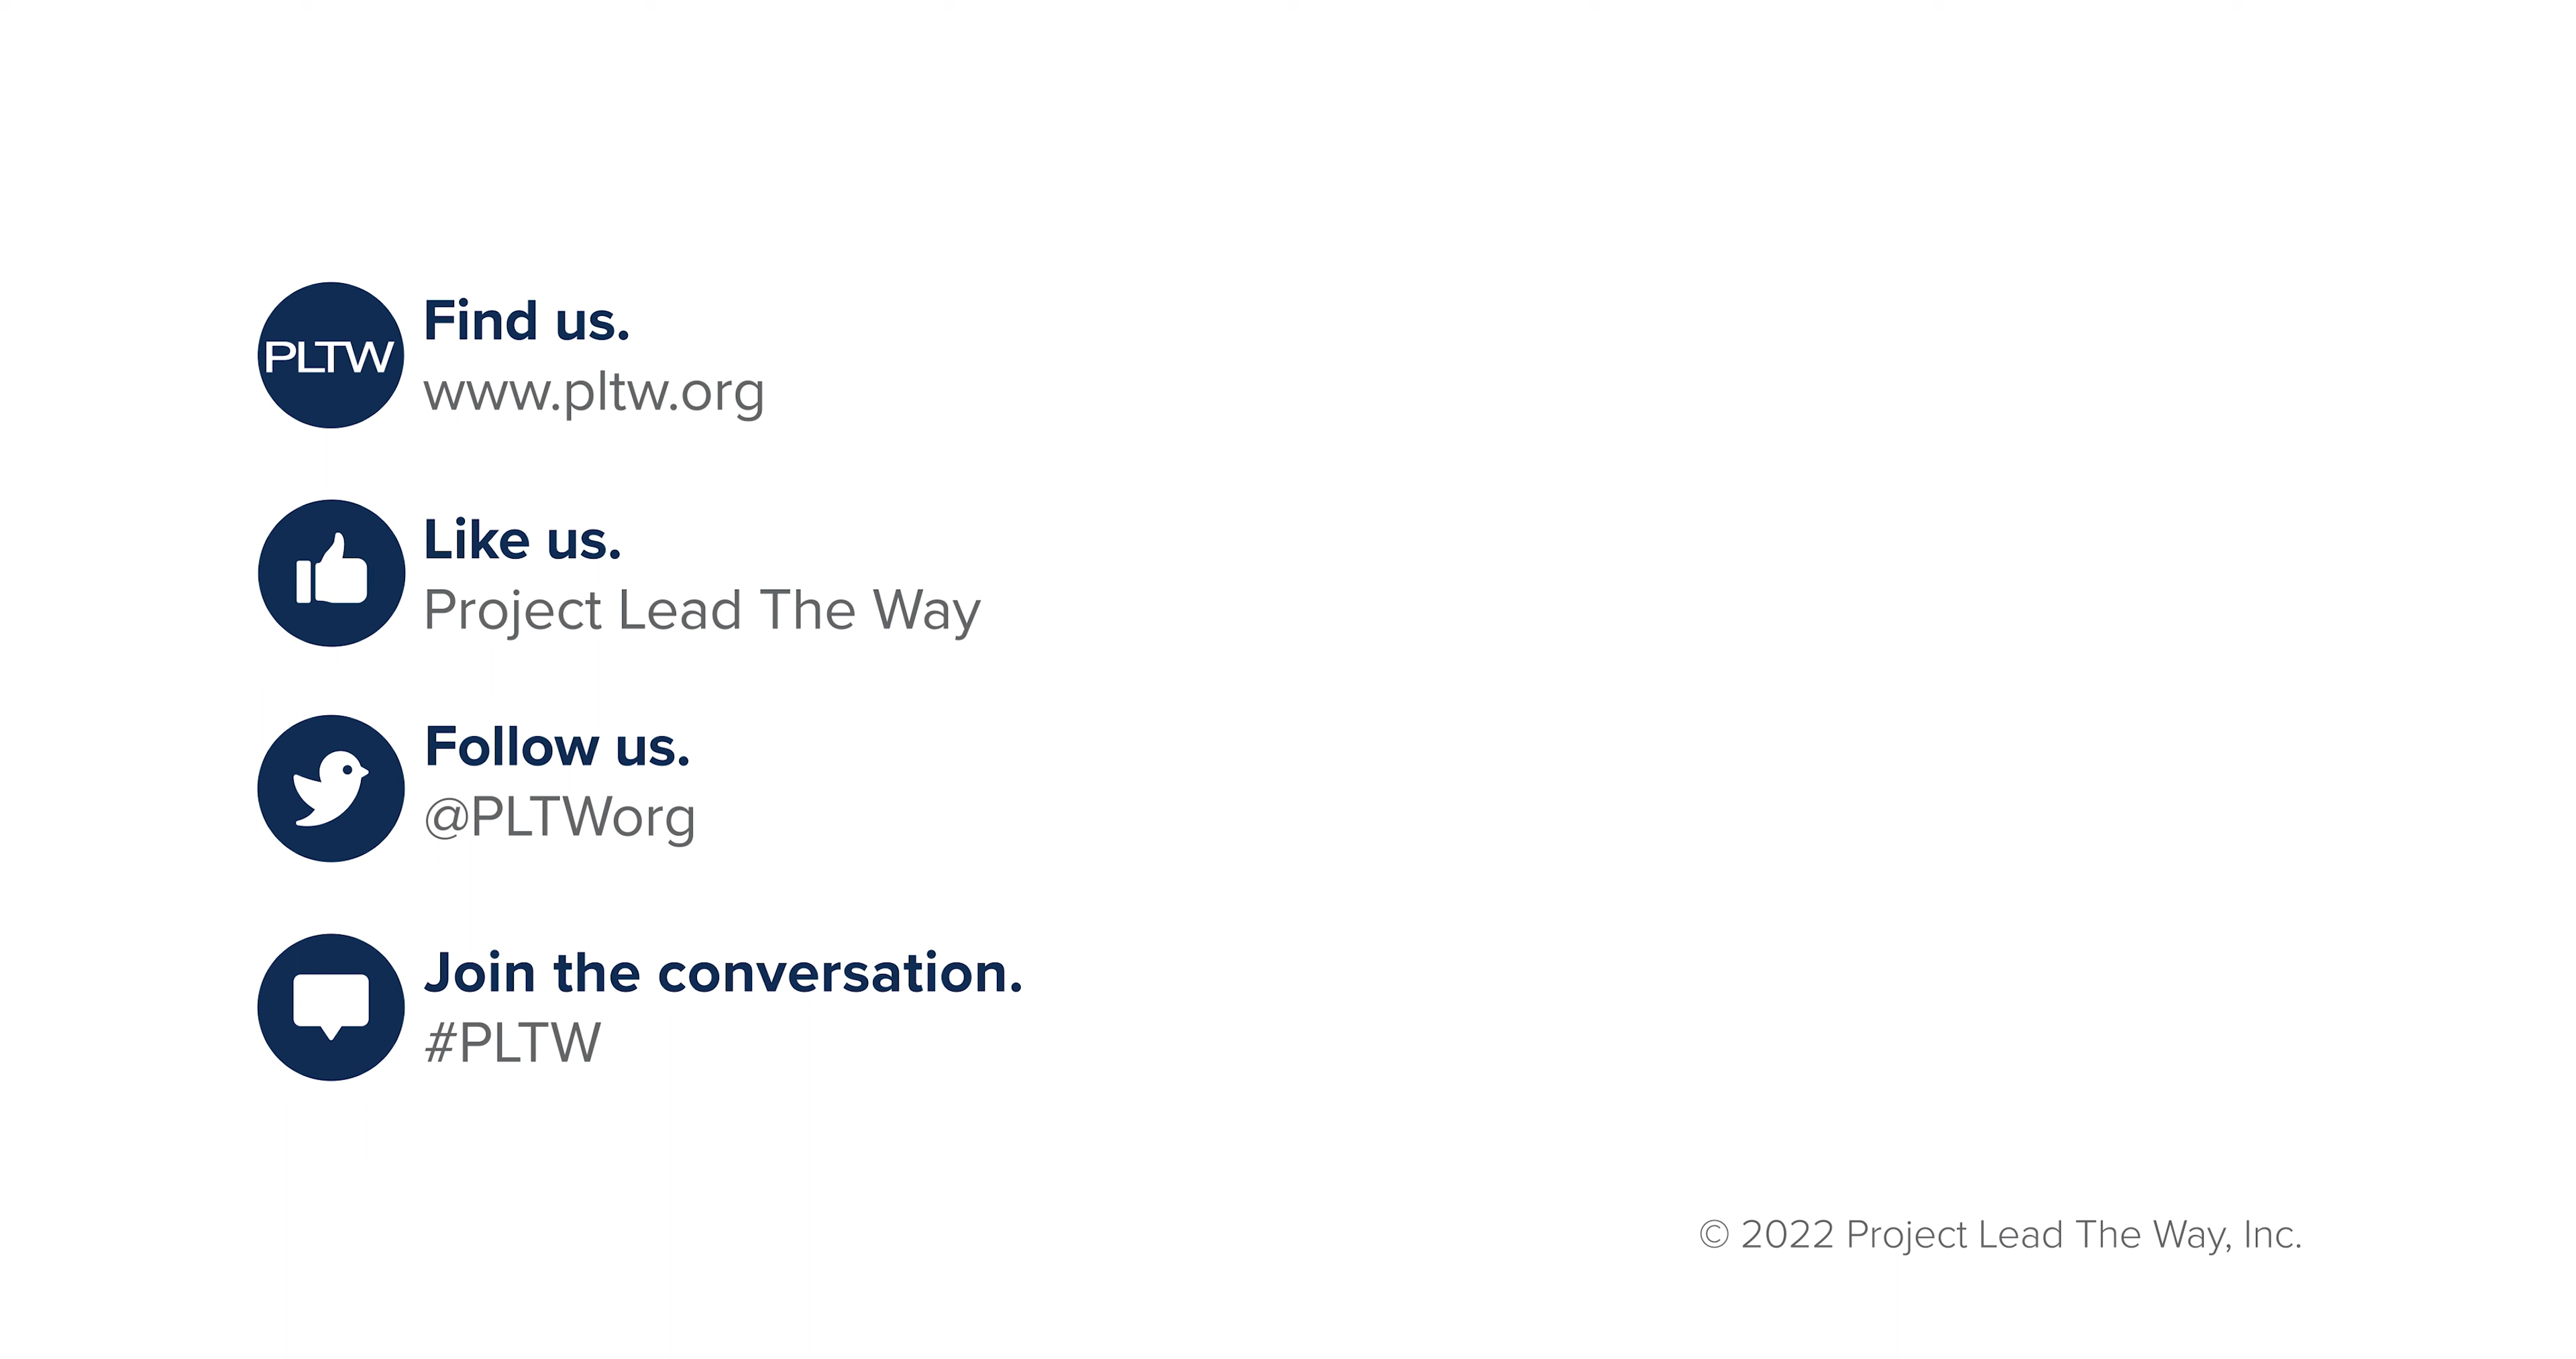 PLTW
Find us.
www.pltw.org
Like us.
Project Lead The Way
Follow us.
@PLTWorg
Join the conversation.
#PLTW
© 2022 Project Lead The Way, Inc.